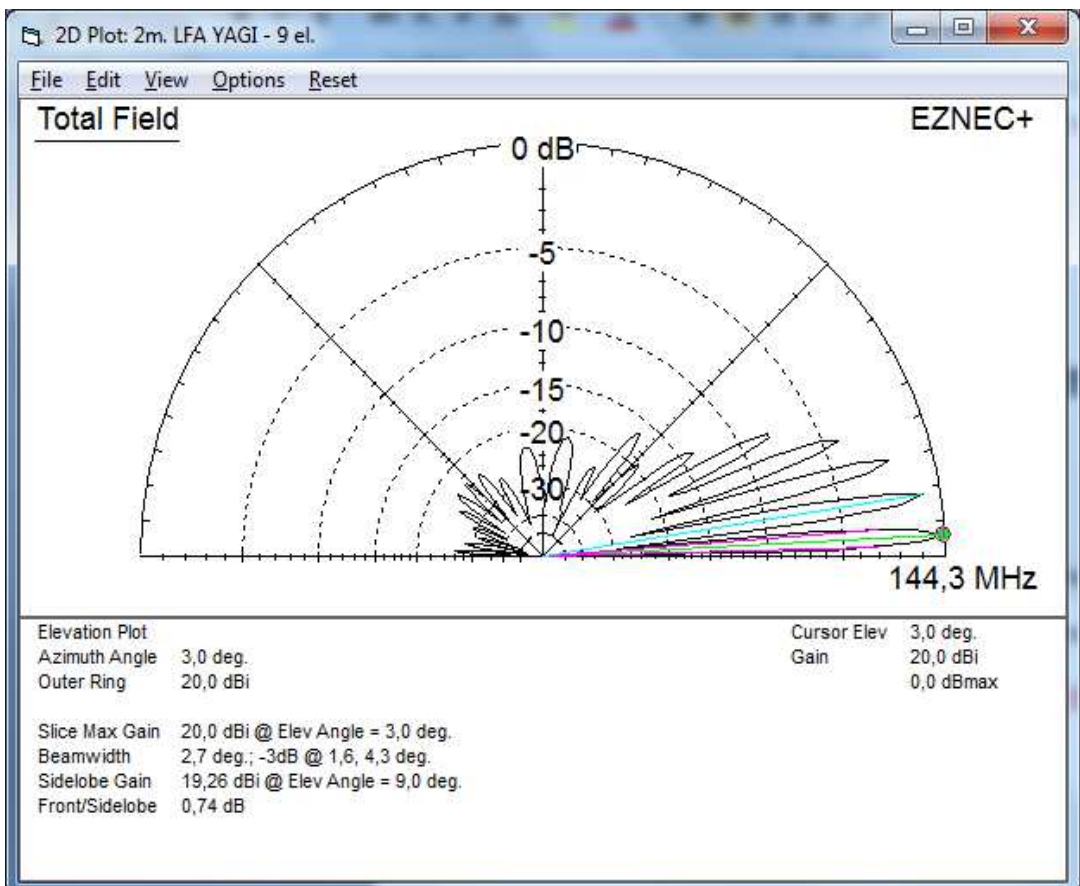 2D Plot: 2m. LFA YAGI - 9 el.
File Edit View Options Reset
Total Field
EZNEC+
0 dB
-5
-10
-15
-20
-30
144,3 MHz
Elevation Plot
Azimuth Angle 3,0 deg.
Outer Ring 20,0 dBi
Cursor Elev 3,0 deg.
Gain 20,0 dBi
0,0 dBmax
Slice Max Gain 20,0 dBi @ Elev Angle = 3,0 deg.
Beamwidth 2,7 deg.; -3dB @ 1,6, 4,3 deg.
Sidelobe Gain 19,26 dBi @ Elev Angle = 9,0 deg.
Front/Sidelobe 0,74 dB